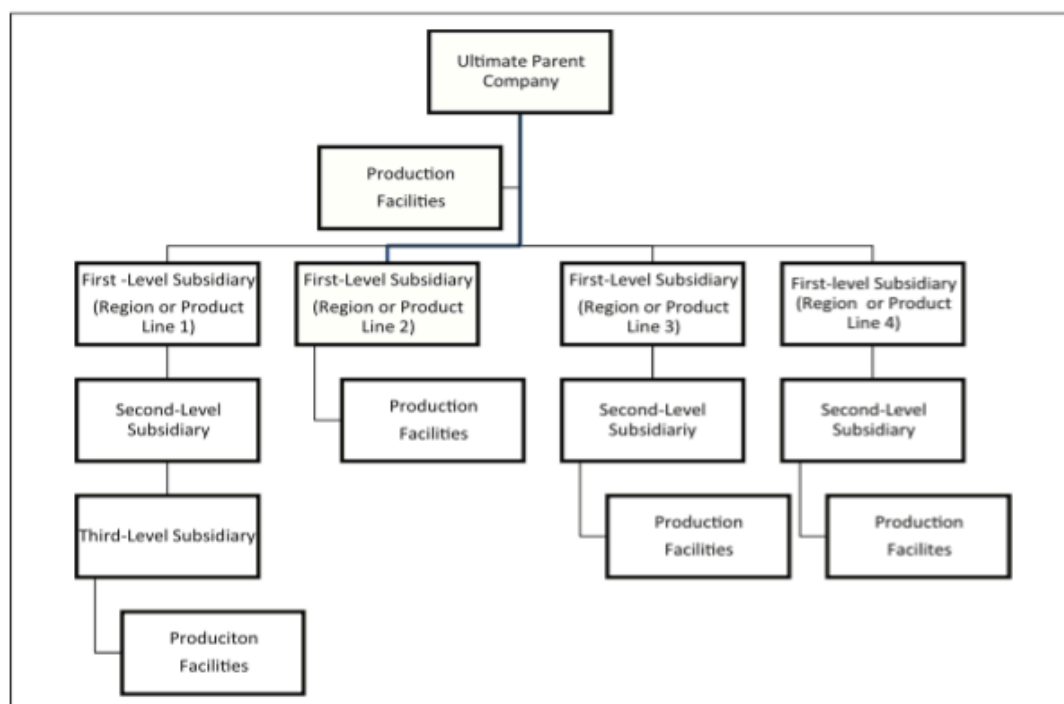 Ultimate Parent
Company
Production
Facilities
First -Level Subsidiary
(Region or Product
Line 1)
First-Level Subsidiary
(Region or Product
Line 2)
First-Level Subsidiary
(Region or Product
Line 3)
First-level Subsidiary
(Region or Product
Line 4)
Second-Level
Subsidiary
Production
Facilities
Second-Level
Subsidiariy
Second-Level
Subsidiary
Third-Level Subsidiary
Production
Facilities
Production
Facilites
Produciton
Facilities